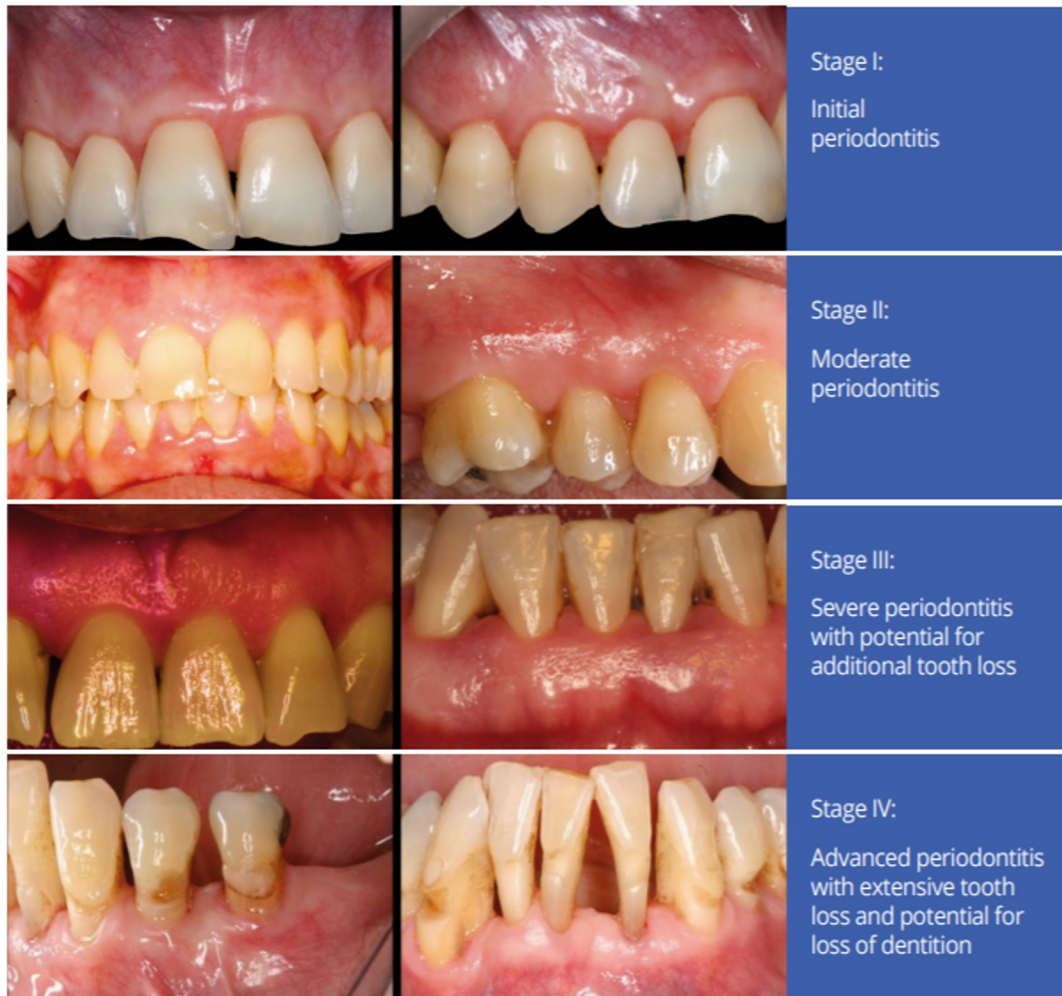 Stage I:
Initial
periodontitis
Stage II:
Moderate
periodontitis
Stage III:
Severe periodontitis
with potential for
additional tooth loss
Stage IV:
Advanced periodontitis
with extensive tooth
loss and potential for
loss of dentition